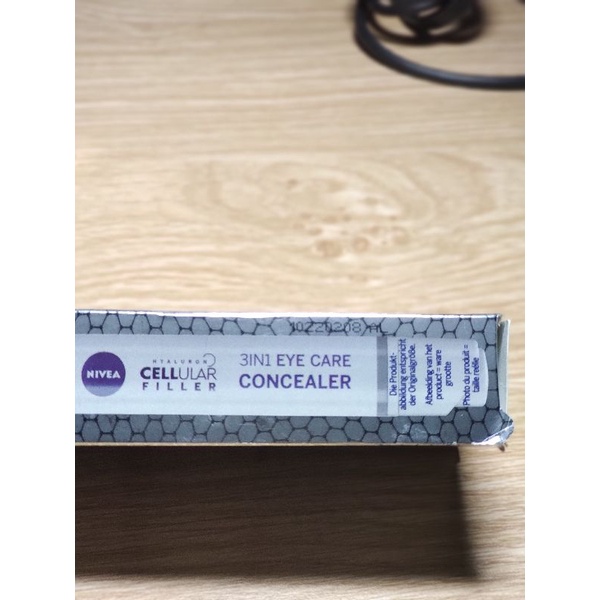 10220208 AL
NIVEA
HYALURON
CELLULAR
FILLER
3IN1 EYE CARE
CONCEALER
Die Produkt-
abbildung entspricht
der Originalgröße.
Afbeelding van het
product = ware
grootte
Photo du produit =
taille réelle